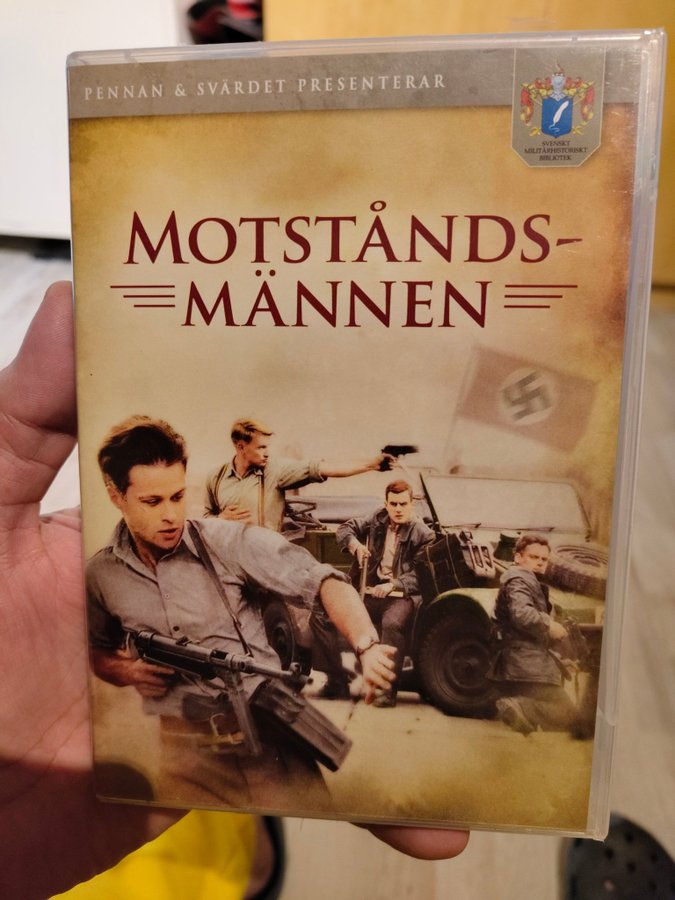 PENNAN & SVÄRDET PRESENTERAR
SVENSKT
MILITÄRHISTORISKT
BIBLIOTEK
MOTSTÅNDS-
MÄNNEN